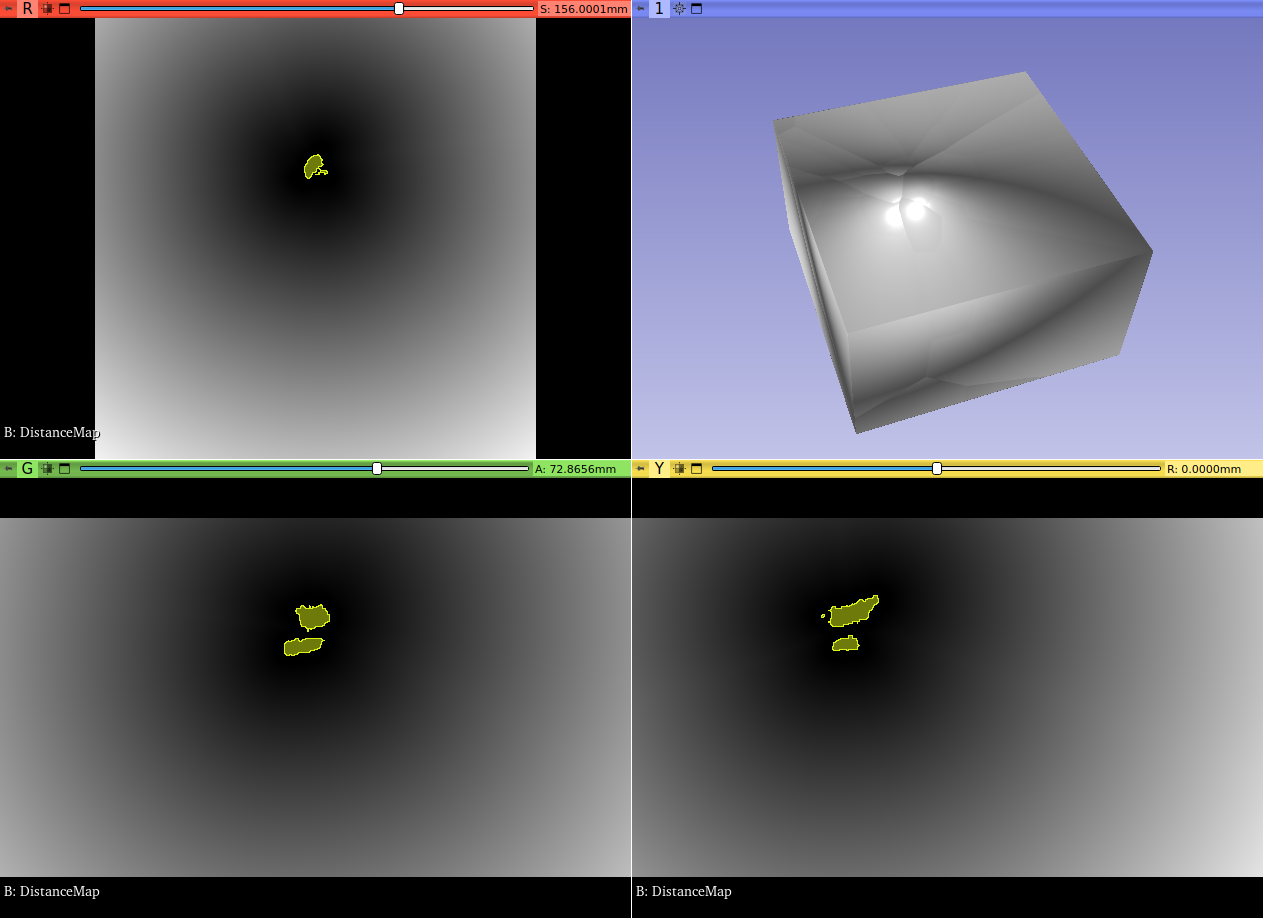 R
S: 156.0001mm
1
B: DistanceMap
G
A: 72.8656mm
Y
R: 0.0000mm
B: DistanceMap
B: DistanceMap